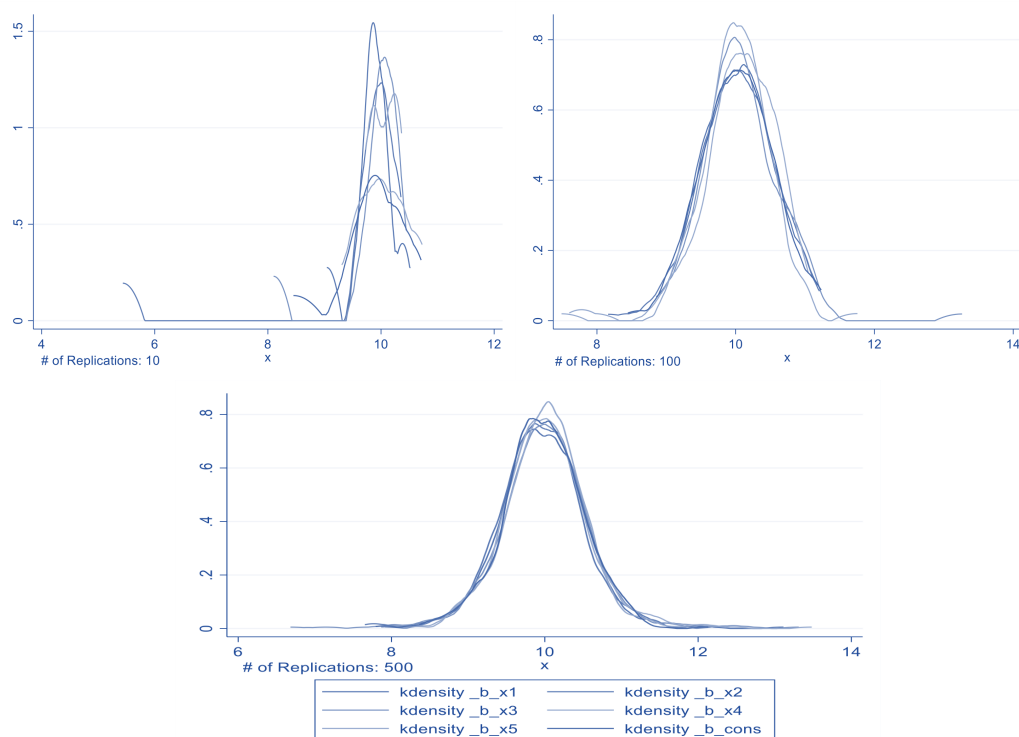 1.5
1
.5
0
4 6 8 10 12
x
# of Replications: 10
.8
.6
.4
.2
0
8 10 12 14
x
# of Replications: 100
.8
.6
.4
.2
0
6 8 10 12 14
x
# of Replications: 500
kdensity _b_x1 kdensity _b_x2
kdensity _b_x3 kdensity _b_x4
kdensity _b_x5 kdensity _b_cons